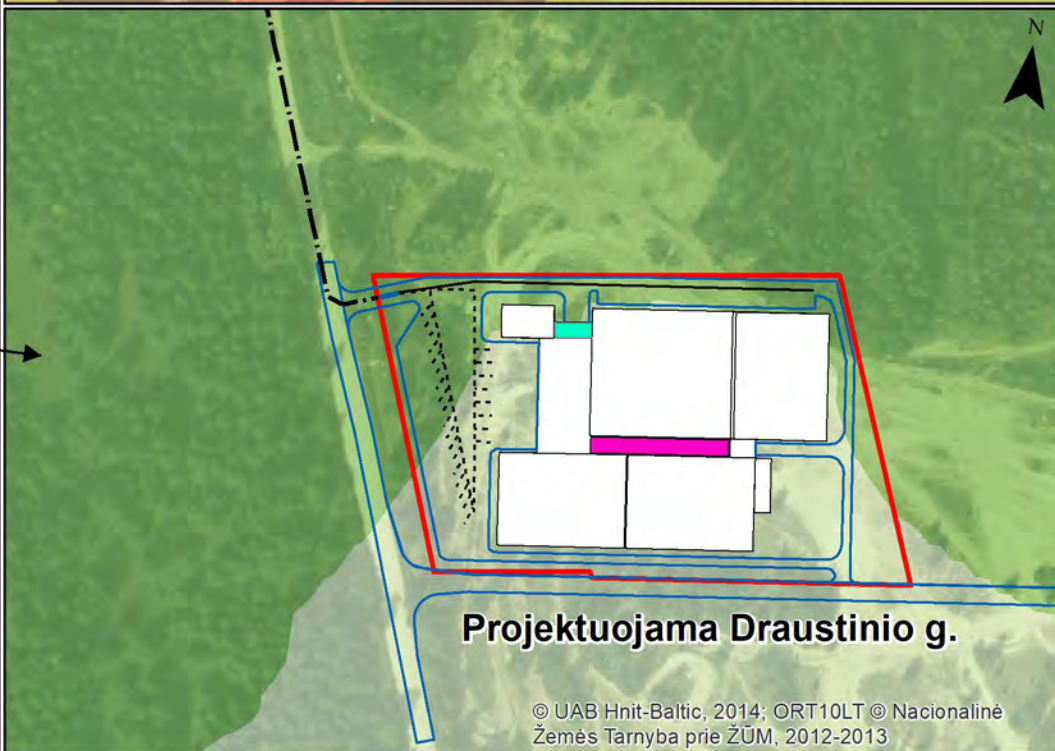 N
Projektuojama Draustinio g.
© UAB Hnit-Baltic, 2014; ORT10LT © Nacionalinė
Žemės Tarnyba prie ŽŪM, 2012-2013